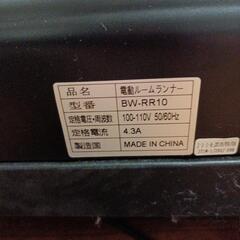 品名 電動ルームランナー
型番 BW-RR10
定格電圧・周波数 100-110V 50/60Hz
定格電流 4.3A
製造国 MADE IN CHINA